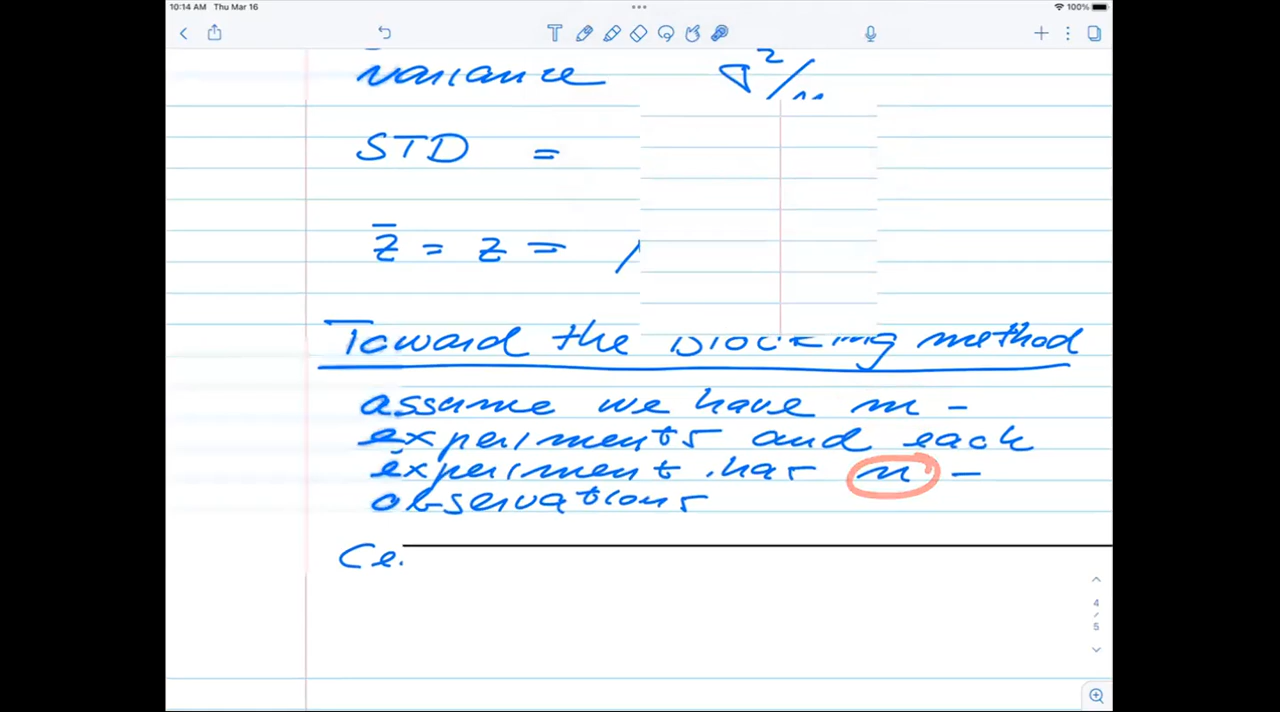 10:14 AM Thu Mar 16
100%
T
variance σ²/m
STD =
z̄ = z =
Toward the Blocking method
assume we have m -
experiments and each
experiment has n -
observations
Ce
4
/
5